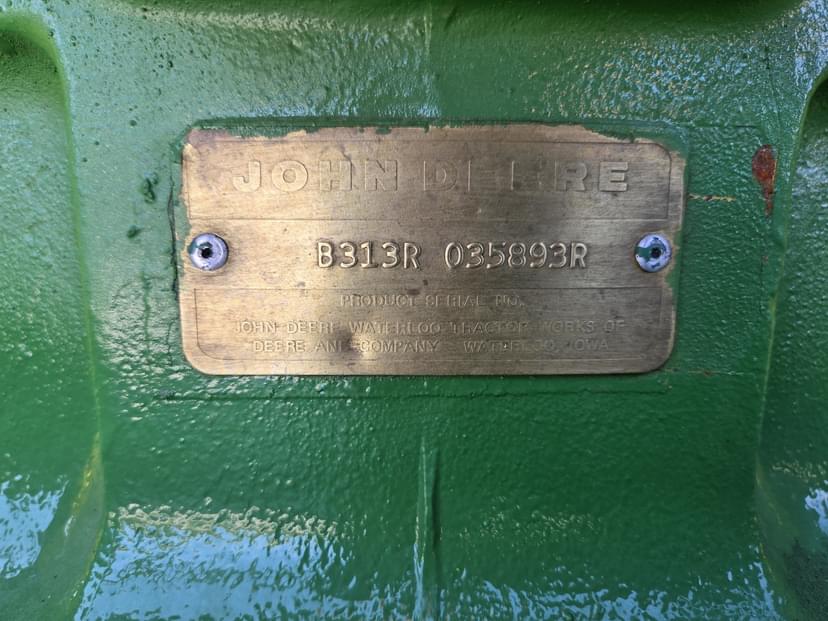 JOHN DEERE
B313R 035893R
PRODUCT SERIAL NO.
JOHN DEERE WATERLOO TRACTOR WORKS OF
DEERE AND COMPANY WATERLOO, IOWA